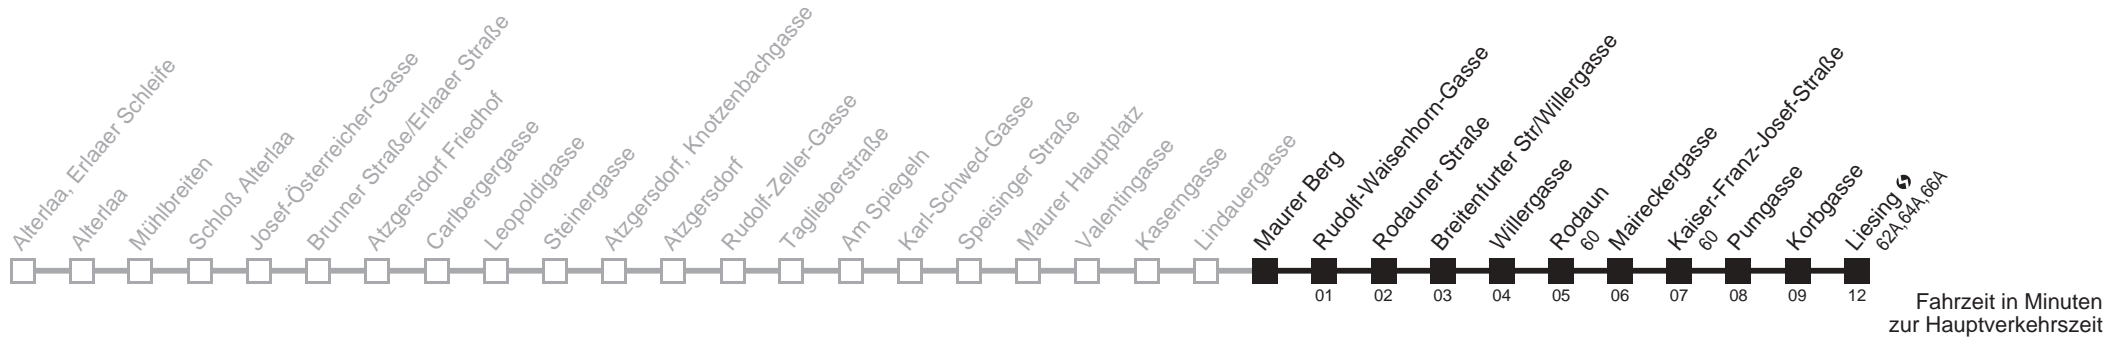 Alterlaa, Erlaaer Schleife
Alterlaa
Mühlbreiten
Schloß Alterlaa
Josef-Österreicher-Gasse
Brunner Straße/Erlaaer Straße
Atzgersdorf Friedhof
Carlbergergasse
Leopoldigasse
Steinergasse
Atzgersdorf, Knotzenbachgasse
Atzgersdorf
Rudolf-Zeller-Gasse
Taglieberstraße
Am Spiegeln
Karl-Schwed-Gasse
Speisinger Straße
Maurer Hauptplatz
Valentingasse
Kaserngasse
Lindauergasse
Maurer Berg
Rudolf-Waisenhorn-Gasse
Rodauner Straße
Breitenfurter Str/Willergasse
Willergasse
Rodaun
60
Maireckergasse
Kaiser-Franz-Josef-Straße
60
Pumgasse
Korbgasse
Liesing
62A,64A,66A
01 02 03 04 05 06 07 08 09 12
Fahrzeit in Minuten
zur Hauptverkehrszeit